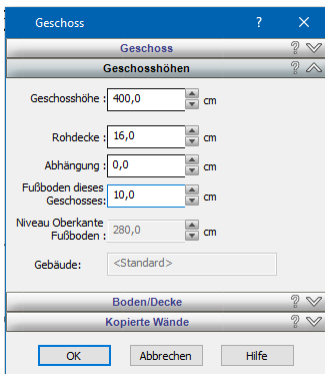 Geschoss ?
Geschoss ?
Geschosshöhen ?
Geschosshöhe : 400,0 cm
Rohdecke : 16,0 cm
Abhängung : 0,0 cm
Fußboden dieses
Geschosses: 10,0 cm
Niveau Oberkante
Fußboden : 280,0 cm
Gebäude: <Standard>
Boden/Decke ?
Kopierte Wände ?
OK Abbrechen Hilfe